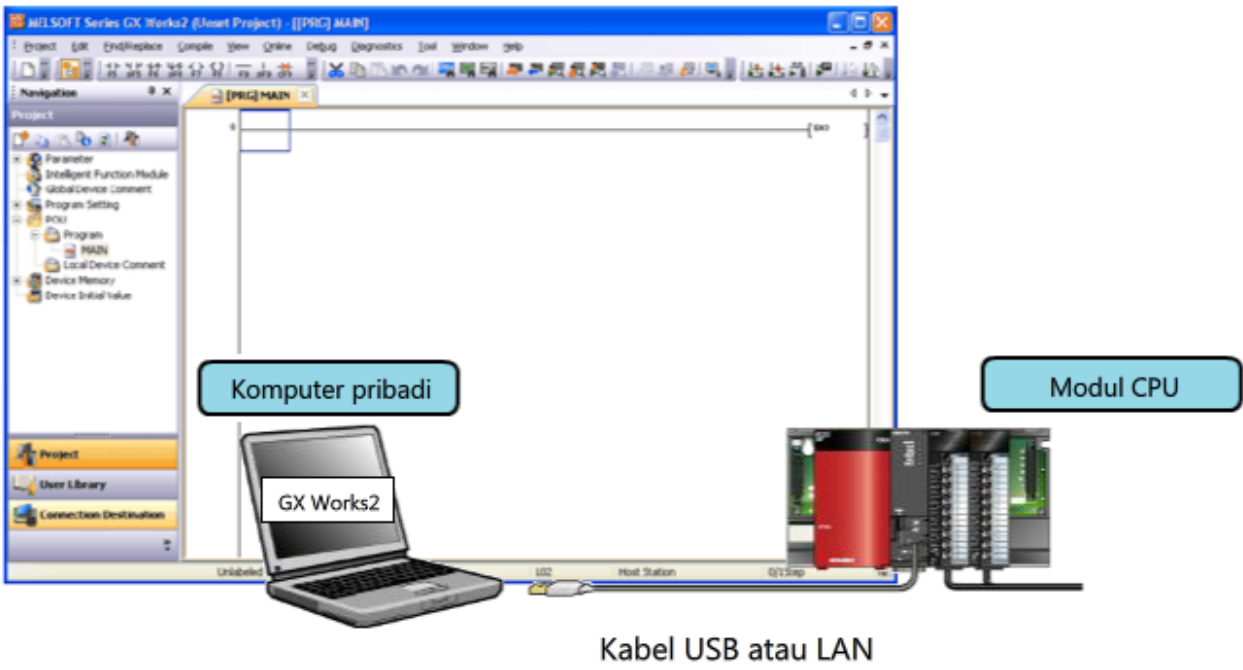 MELSOFT Series GX Works2 (Unset Project) - [[PRG] MAIN]
Project Edit Find/Replace Compile View Online Debug Diagnostics Tool Window Help
Navigation
[PRG] MAIN
Project
0
END
Parameter
Intelligent Function Module
Global Device Comment
Program Setting
POU
Program
MAIN
Local Device Comment
Device Memory
Device Initial Value
Komputer pribadi
Modul CPU
Project
User Library
GX Works2
Connection Destination
Unlabeled
L02
Host Station
0/1Step
Kabel USB atau LAN